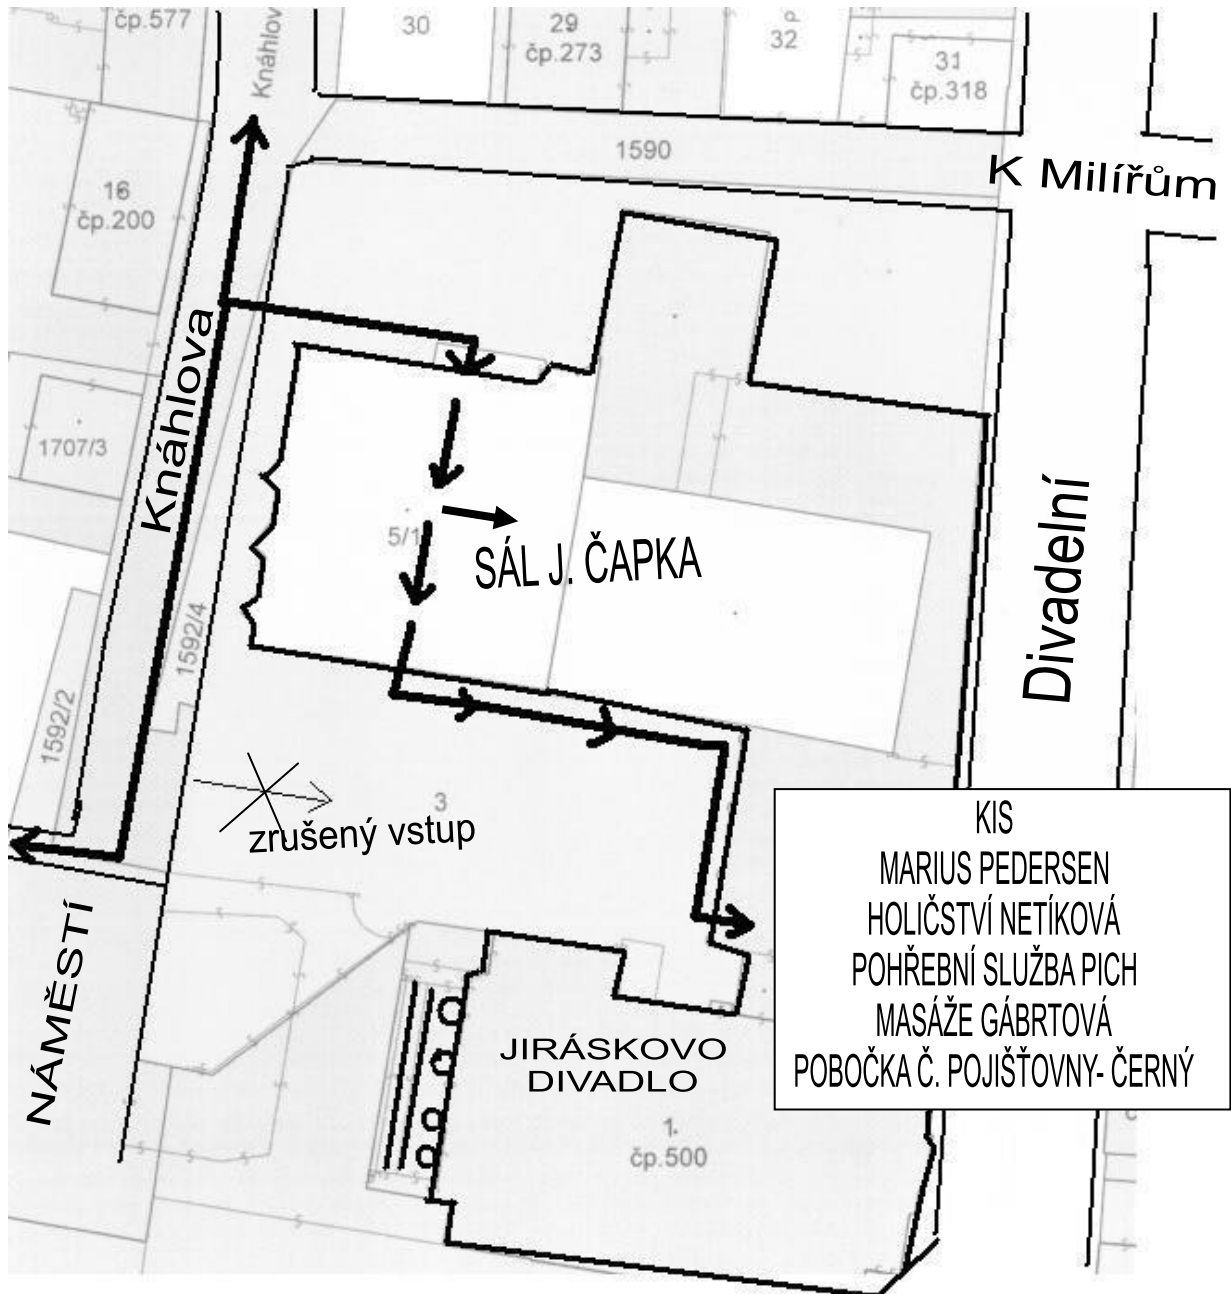 čp.577
Knáhlov
30
29
čp.273
32
31
čp.318
1590
K Milířům
16
čp.200
Knáhlova
1707/3
5/1
SÁL J. ČAPKA
Divadelní
1592/4
1592/2
3
zrušený vstup
NÁMĚSTÍ
KIS
MARIUS PEDERSEN
HOLIČSTVÍ NETÍKOVÁ
POHŘEBNÍ SLUŽBA PICH
MASÁŽE GÁBRTOVÁ
POBOČKA Č. POJIŠŤOVNY- ČERNÝ
JIRÁSKOVO
DIVADLO
1.
čp.500